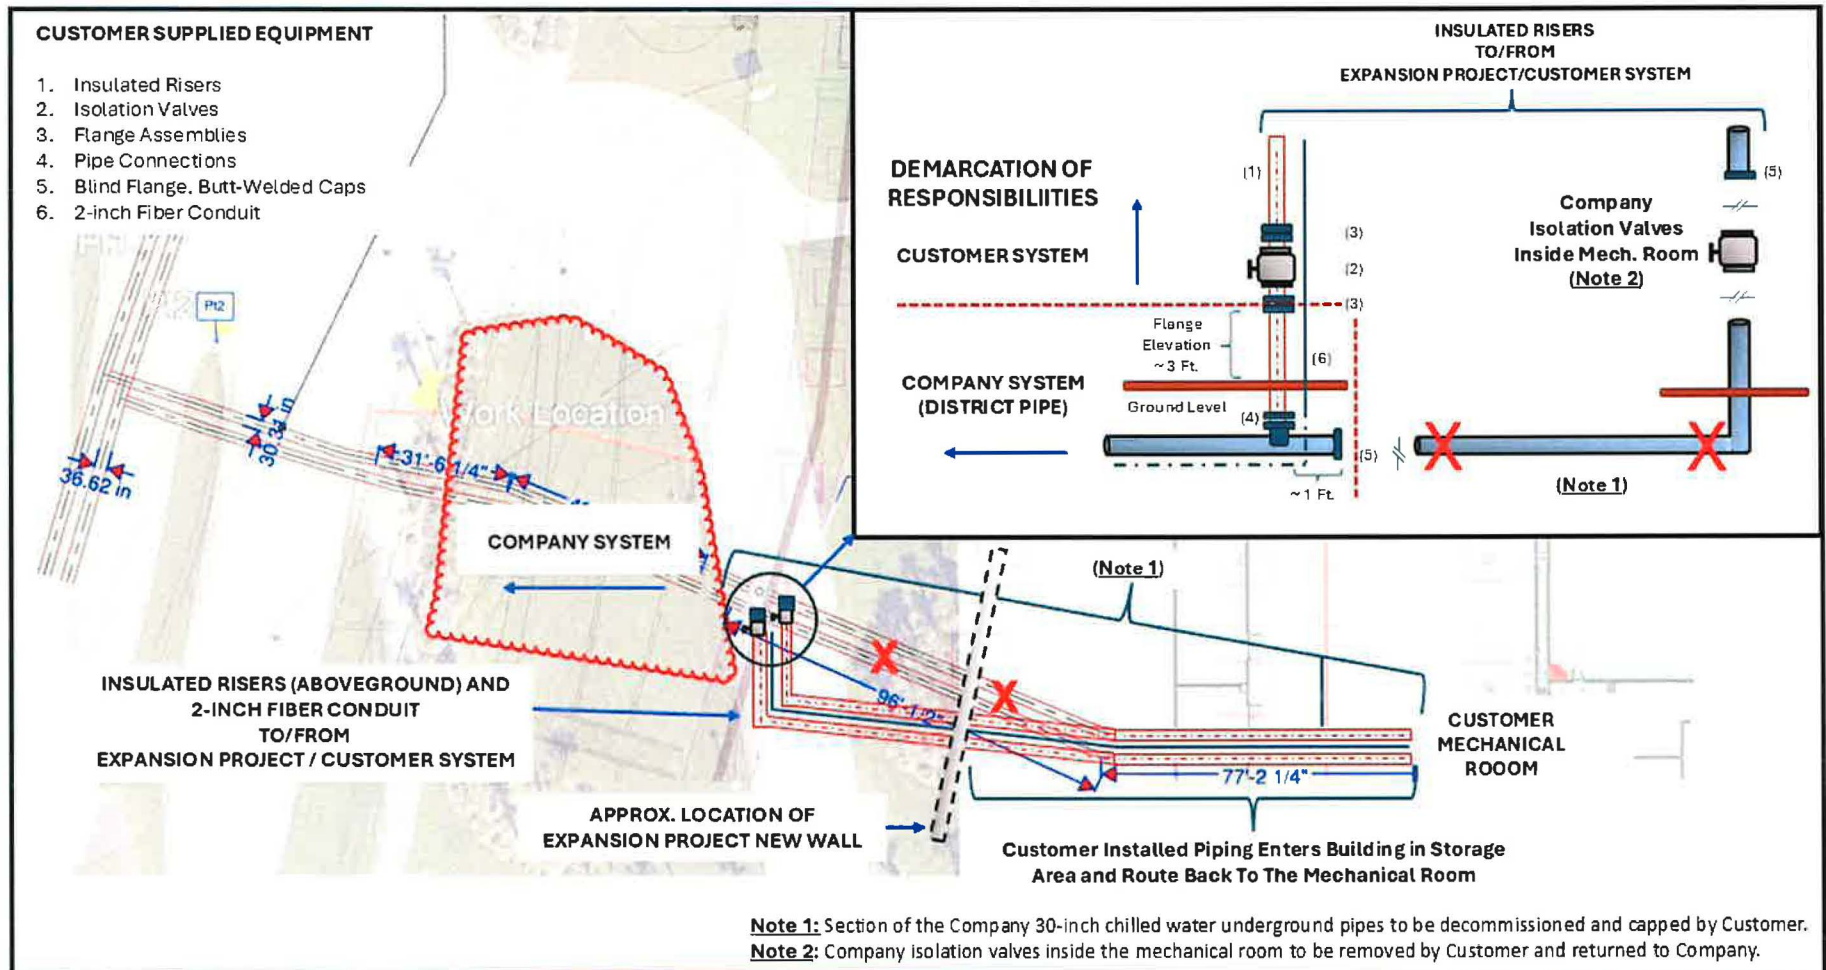 CUSTOMER SUPPLIED EQUIPMENT
1. Insulated Risers
2. Isolation Valves
3. Flange Assemblies
4. Pipe Connections
5. Blind Flange, Butt-Welded Caps
6. 2-inch Fiber Conduit
INSULATED RISERS
TO/FROM
EXPANSION PROJECT/CUSTOMER SYSTEM
DEMARCATION OF
RESPONSIBILIITIES
CUSTOMER SYSTEM
COMPANY SYSTEM
(DISTRICT PIPE)
(1)
(3)
(2)
(3)
Flange
Elevation
~3 Ft.
(6)
Ground Level
(4)
(5)
~1 Ft.
(5)
Company
Isolation Valves
Inside Mech. Room
(Note 2)
(Note 1)
Pt2
Work Location
36.62 in
30.31 in
31'-6 1/4"
COMPANY SYSTEM
(Note 1)
96'-1/2"
77'-2 1/4"
INSULATED RISERS (ABOVEGROUND) AND
2-INCH FIBER CONDUIT
TO/FROM
EXPANSION PROJECT / CUSTOMER SYSTEM
CUSTOMER
MECHANICAL
ROOOM
APPROX. LOCATION OF
EXPANSION PROJECT NEW WALL
Customer Installed Piping Enters Building in Storage
Area and Route Back To The Mechanical Room
Note 1: Section of the Company 30-inch chilled water underground pipes to be decommissioned and capped by Customer.
Note 2: Company isolation valves inside the mechanical room to be removed by Customer and returned to Company.